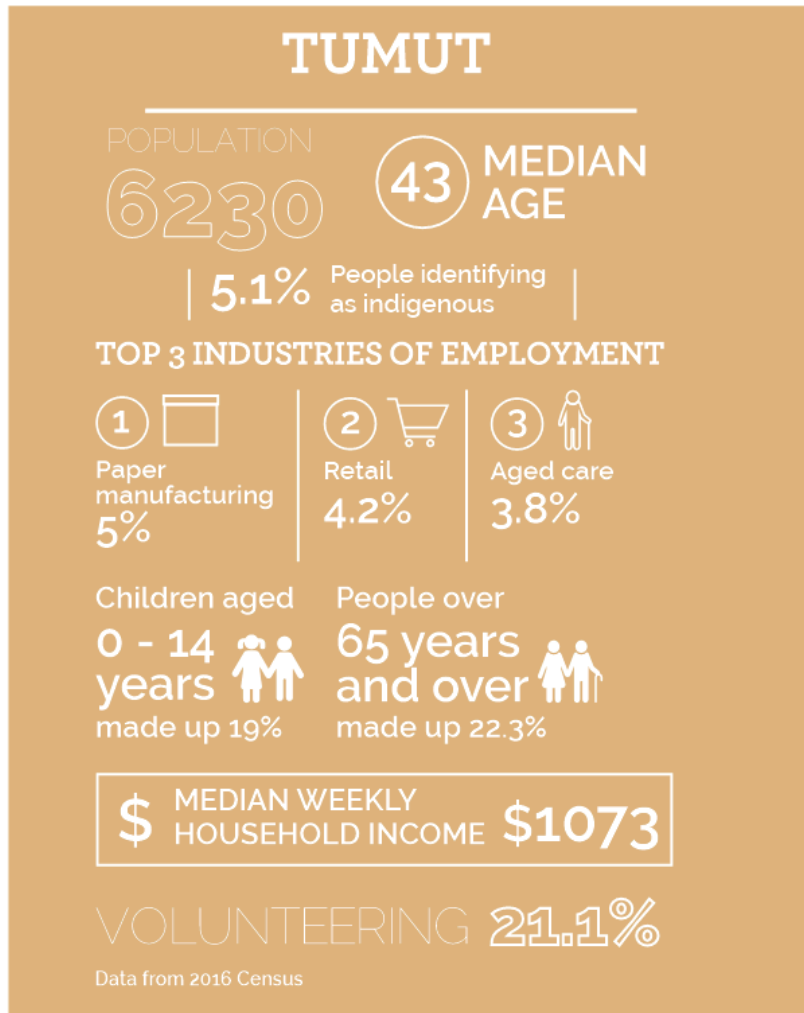 TUMUT
POPULATION
6230
43
MEDIAN
AGE
5.1%
People identifying
as indigenous
TOP 3 INDUSTRIES OF EMPLOYMENT
1
Paper
manufacturing
5%
2
Retail
4.2%
3
Aged care
3.8%
Children aged
0 - 14
years
made up 19%
People over
65 years
and over
made up 22.3%
$
MEDIAN WEEKLY
HOUSEHOLD INCOME
$1073
VOLUNTEERING 21.1%
Data from 2016 Census